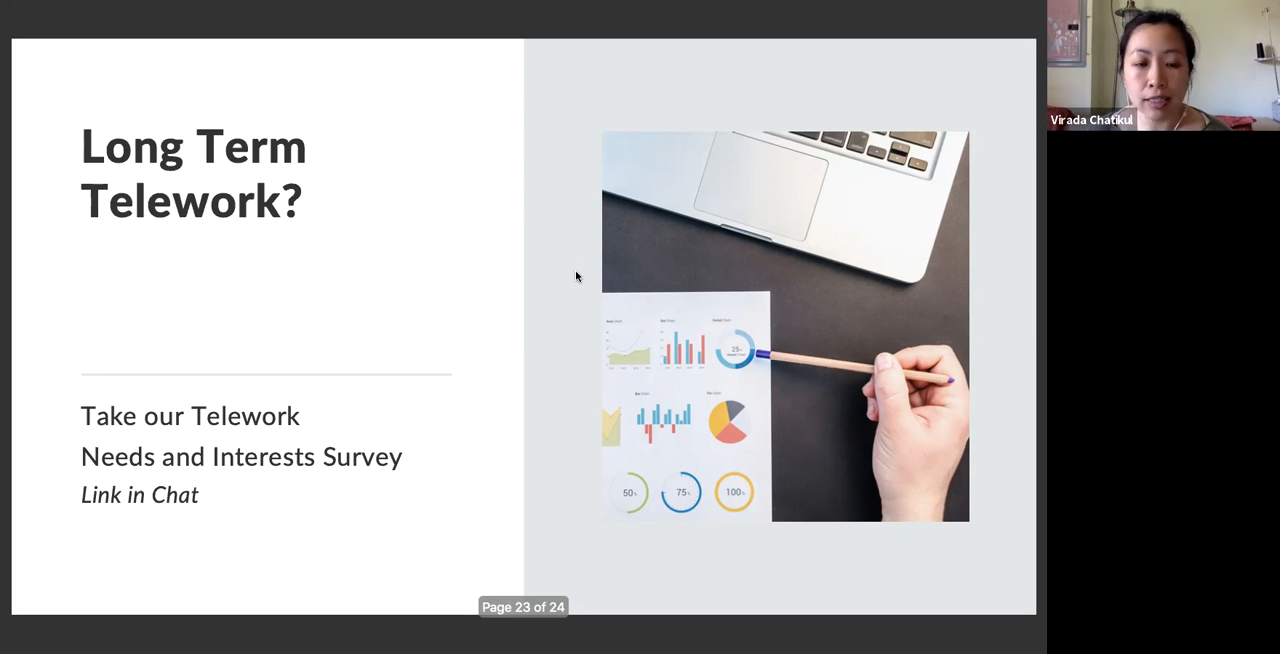 Long Term
Telework?
Take our Telework
Needs and Interests Survey
Link in Chat
25%
50%
75%
100%
Page 23 of 24
Virada Chatikul